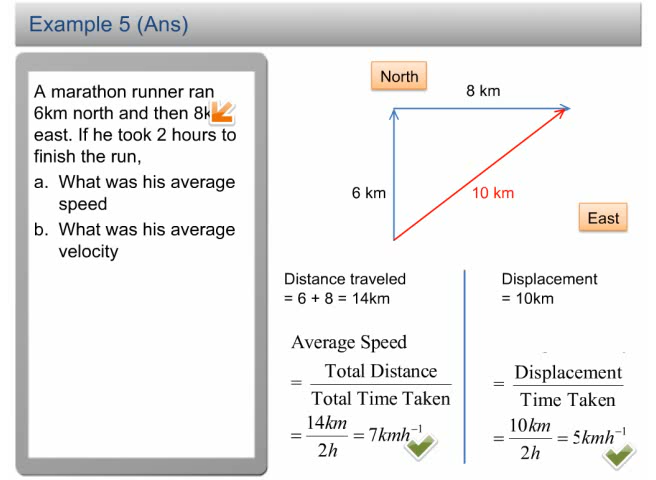 Example 5 (Ans)
A marathon runner ran
6km north and then 8k
east. If he took 2 hours to
finish the run,
a. What was his average
speed
b. What was his average
velocity
North
8 km
6 km
10 km
East
Distance traveled
= 6 + 8 = 14km
Average Speed
= Total Distance
Total Time Taken
= 14km / 2h = 7kmh⁻¹
Displacement
= 10km
= Displacement
Time Taken
= 10km / 2h = 5kmh⁻¹